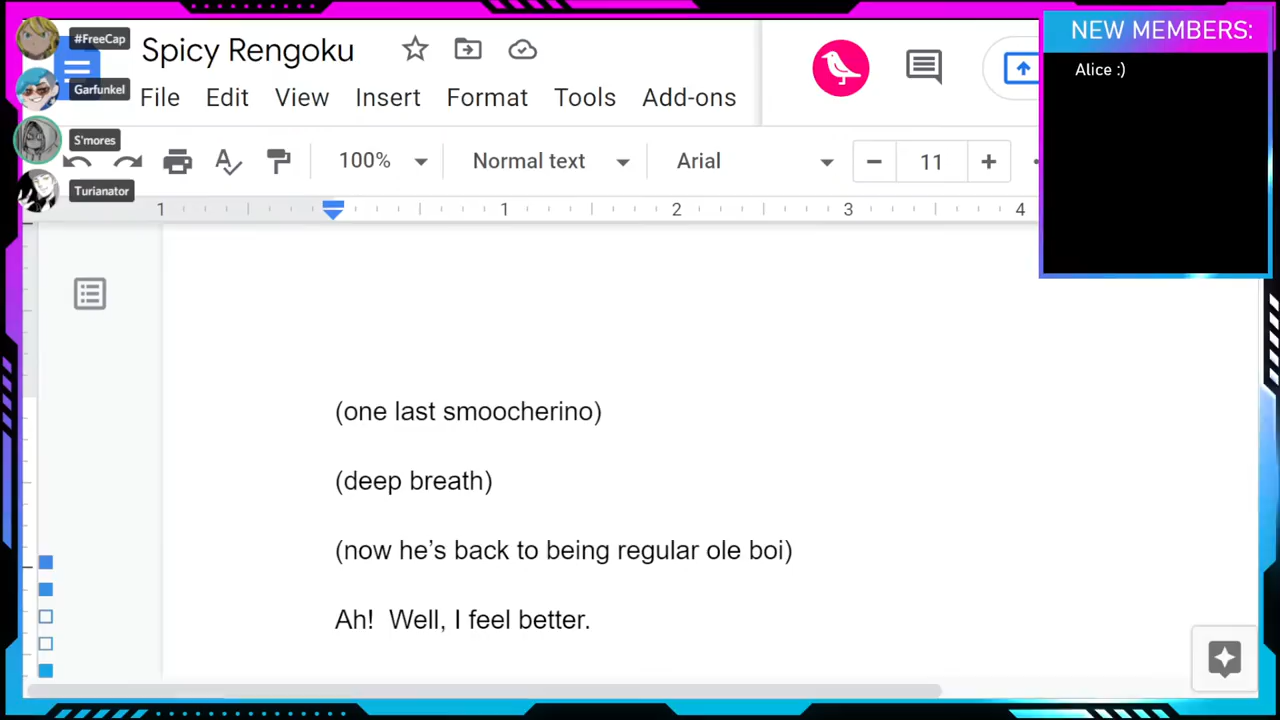 #FreeCap
Garfunkel
S'mores
Turianator
Spicy Rengoku
File Edit View Insert Format Tools Add-ons
100% Normal text Arial 11
1 1 2 3 4
NEW MEMBERS:
Alice :)
(one last smoocherino)
(deep breath)
(now he’s back to being regular ole boi)
Ah!  Well, I feel better.